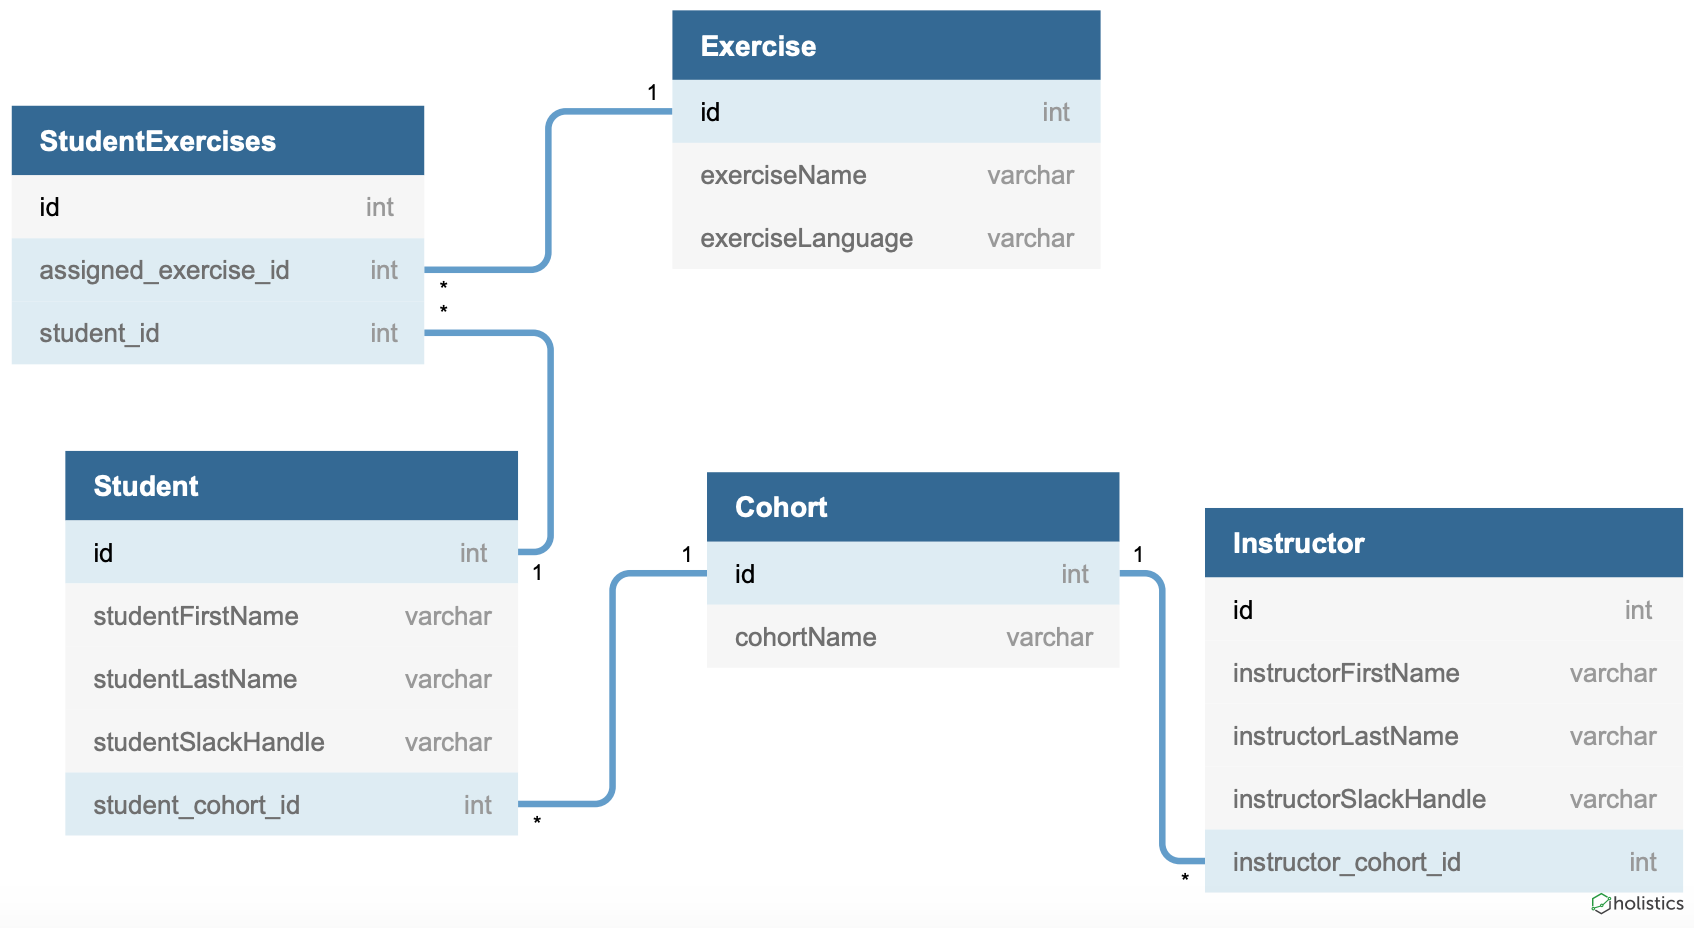 Exercise
id int
exerciseName varchar
exerciseLanguage varchar
1
StudentExercises
id int
assigned_exercise_id int
student_id int
*
*
Student
id int
studentFirstName varchar
studentLastName varchar
studentSlackHandle varchar
student_cohort_id int
1
*
Cohort
id int
cohortName varchar
1
1
Instructor
id int
instructorFirstName varchar
instructorLastName varchar
instructorSlackHandle varchar
instructor_cohort_id int
*
holistics